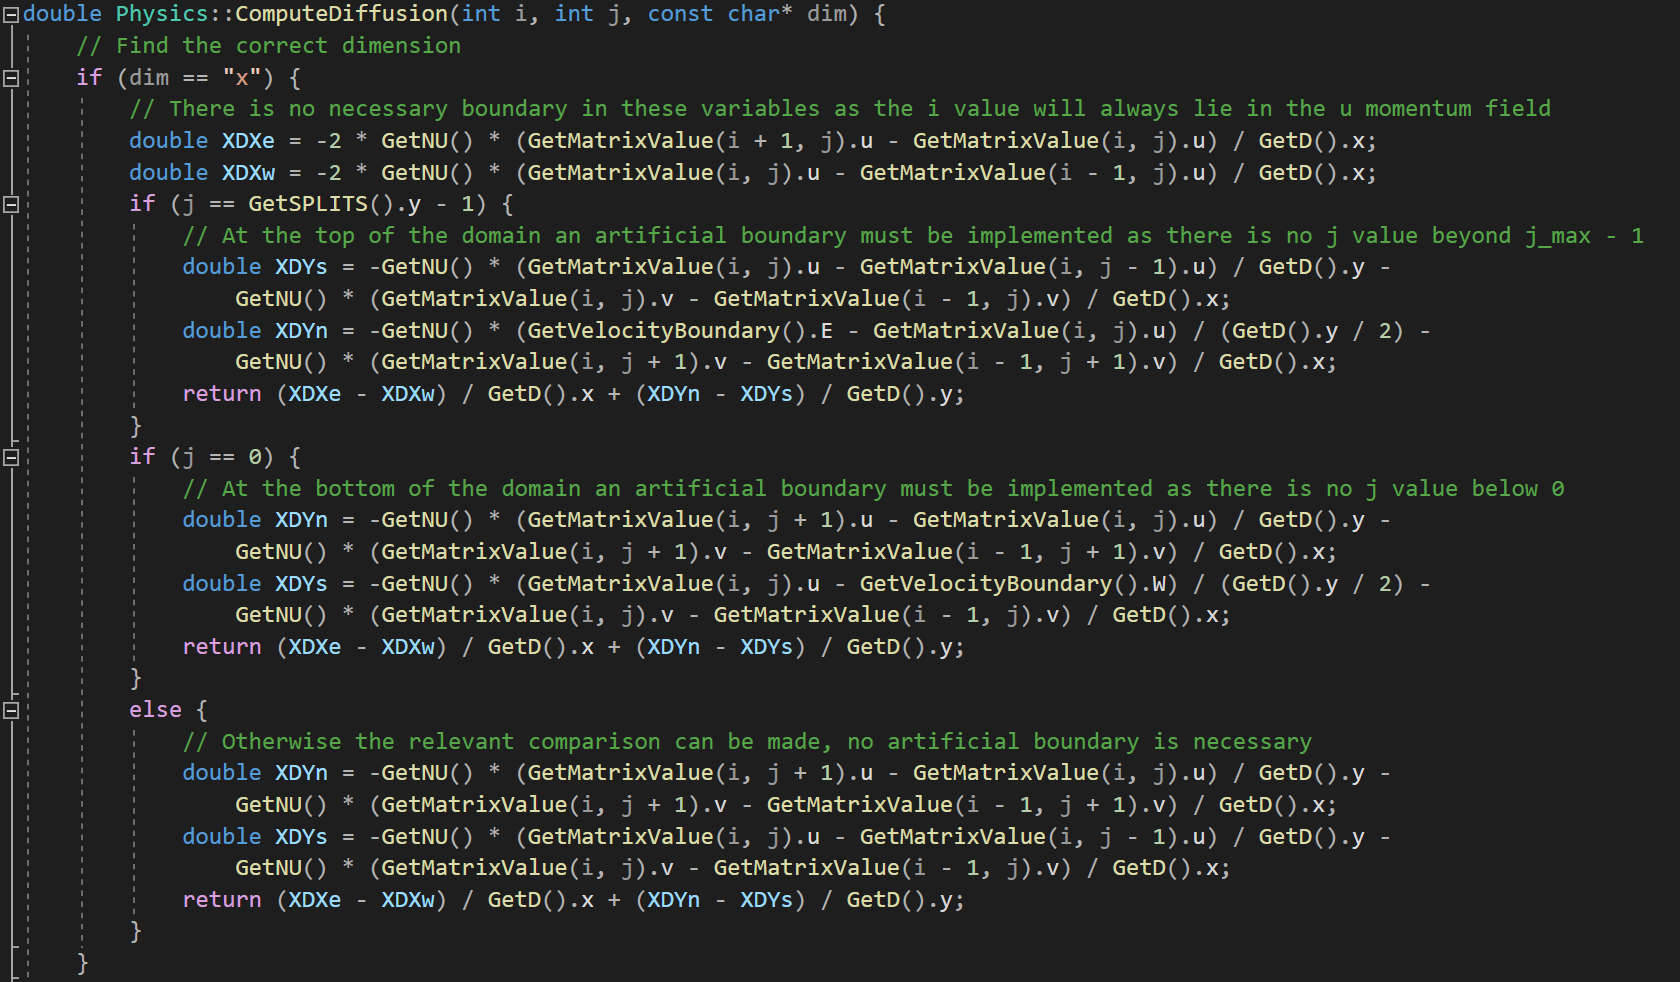 double Physics::ComputeDiffusion(int i, int j, const char* dim) {
// Find the correct dimension
if (dim == "x") {
// There is no necessary boundary in these variables as the i value will always lie in the u momentum field
double XDXe = -2 * GetNU() * (GetMatrixValue(i + 1, j).u - GetMatrixValue(i, j).u) / GetD().x;
double XDXw = -2 * GetNU() * (GetMatrixValue(i, j).u - GetMatrixValue(i - 1, j).u) / GetD().x;
if (j == GetSPLITS().y - 1) {
// At the top of the domain an artificial boundary must be implemented as there is no j value beyond j_max - 1
double XDYs = -GetNU() * (GetMatrixValue(i, j).u - GetMatrixValue(i, j - 1).u) / GetD().y -
GetNU() * (GetMatrixValue(i, j).v - GetMatrixValue(i - 1, j).v) / GetD().x;
double XDYn = -GetNU() * (GetVelocityBoundary().E - GetMatrixValue(i, j).u) / (GetD().y / 2) -
GetNU() * (GetMatrixValue(i, j + 1).v - GetMatrixValue(i - 1, j + 1).v) / GetD().x;
return (XDXe - XDXw) / GetD().x + (XDYn - XDYs) / GetD().y;
}
if (j == 0) {
// At the bottom of the domain an artificial boundary must be implemented as there is no j value below 0
double XDYn = -GetNU() * (GetMatrixValue(i, j + 1).u - GetMatrixValue(i, j).u) / GetD().y -
GetNU() * (GetMatrixValue(i, j + 1).v - GetMatrixValue(i - 1, j + 1).v) / GetD().x;
double XDYs = -GetNU() * (GetMatrixValue(i, j).u - GetVelocityBoundary().W) / (GetD().y / 2) -
GetNU() * (GetMatrixValue(i, j).v - GetMatrixValue(i - 1, j).v) / GetD().x;
return (XDXe - XDXw) / GetD().x + (XDYn - XDYs) / GetD().y;
}
else {
// Otherwise the relevant comparison can be made, no artificial boundary is necessary
double XDYn = -GetNU() * (GetMatrixValue(i, j + 1).u - GetMatrixValue(i, j).u) / GetD().y -
GetNU() * (GetMatrixValue(i, j + 1).v - GetMatrixValue(i - 1, j + 1).v) / GetD().x;
double XDYs = -GetNU() * (GetMatrixValue(i, j).u - GetMatrixValue(i, j - 1).u) / GetD().y -
GetNU() * (GetMatrixValue(i, j).v - GetMatrixValue(i - 1, j).v) / GetD().x;
return (XDXe - XDXw) / GetD().x + (XDYn - XDYs) / GetD().y;
}
}